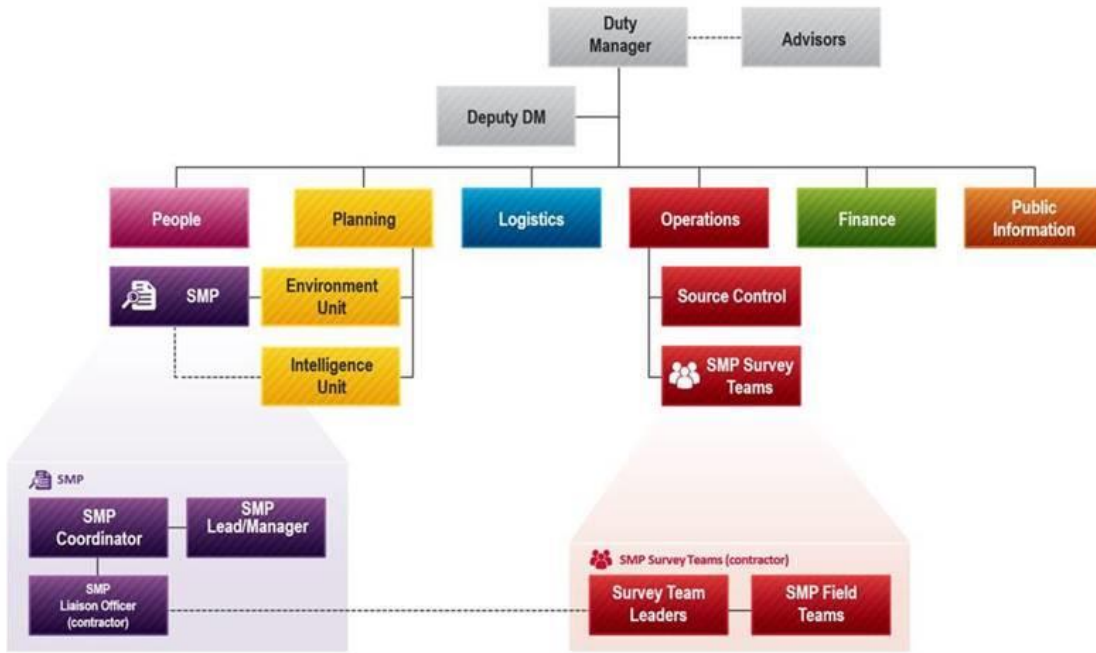 Duty
Manager
Advisors
Deputy DM
People
Planning
Logistics
Operations
Finance
Public
Information
SMP
Environment
Unit
Source Control
Intelligence
Unit
SMP Survey
Teams
SMP
SMP
Coordinator
SMP
Lead/Manager
SMP
Liaison Officer
(contractor)
SMP Survey Teams (contractor)
Survey Team
Leaders
SMP Field
Teams